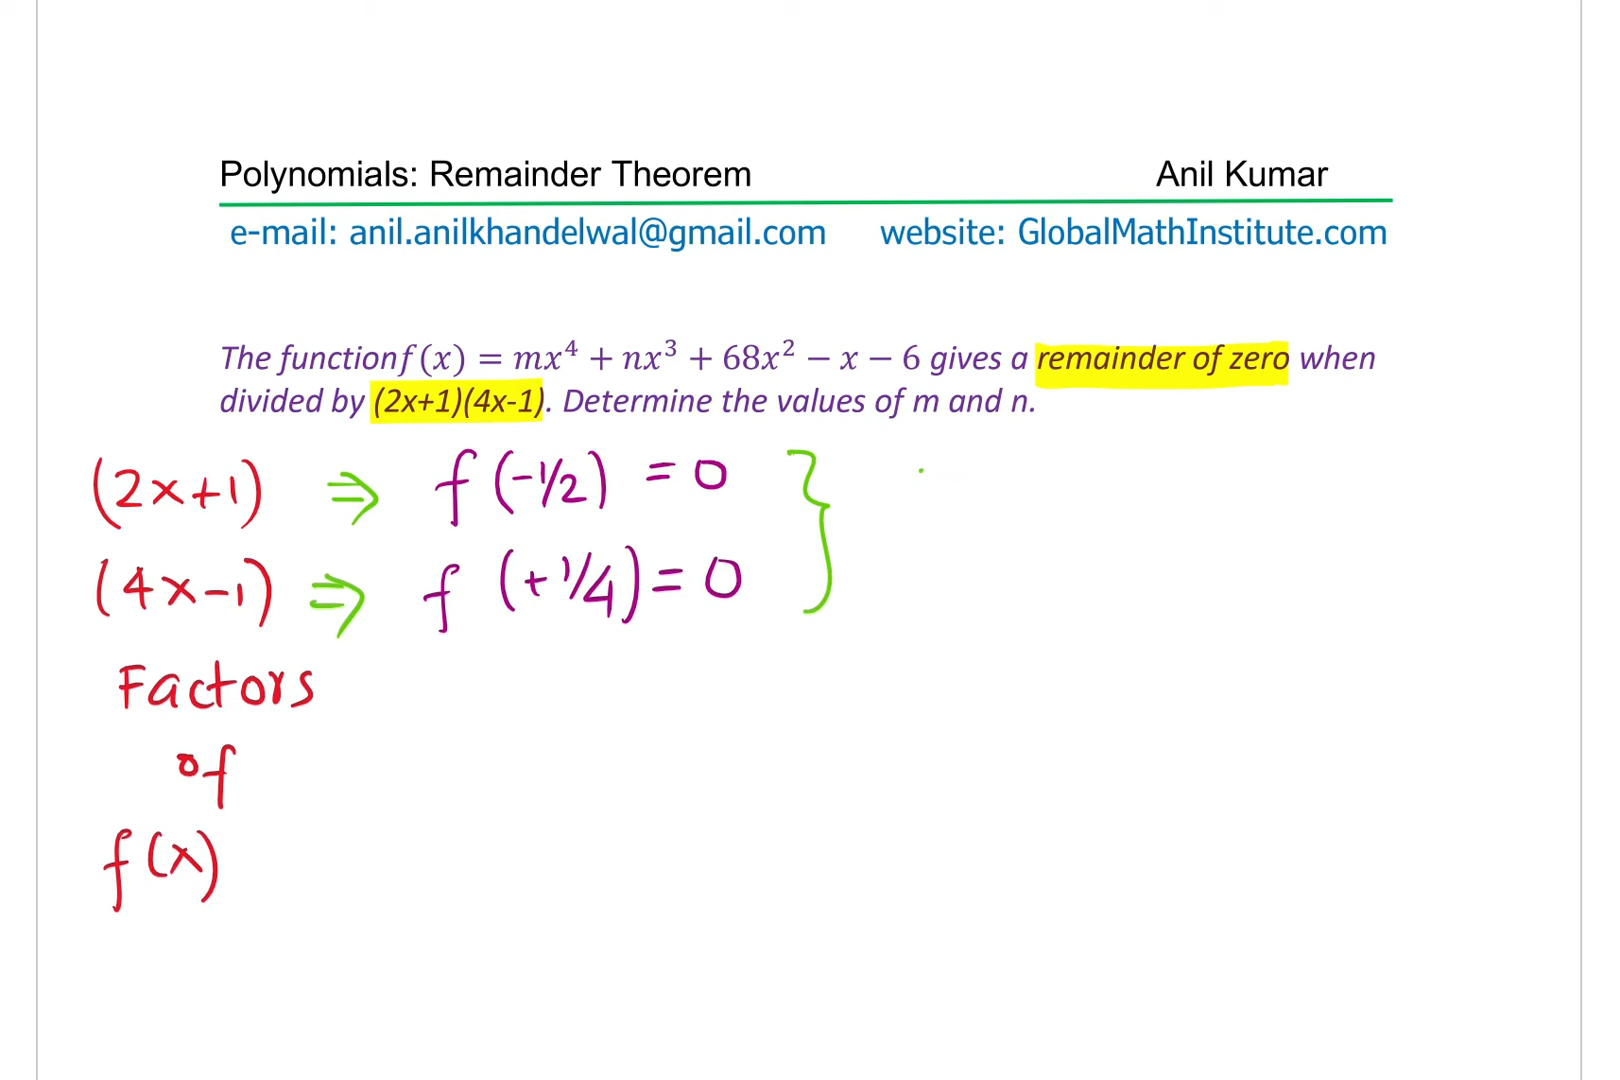 Polynomials: Remainder Theorem Anil Kumar
e-mail: anil.anilkhandelwal@gmail.com website: GlobalMathInstitute.com
The functionf(x) = mx⁴ + nx³ + 68x² − x − 6 gives a remainder of zero when
divided by (2x+1)(4x-1). Determine the values of m and n.
(2x+1) ⇒ f(-1/2) = 0
(4x-1) ⇒ f(+1/4) = 0
Factors
of
f(x)